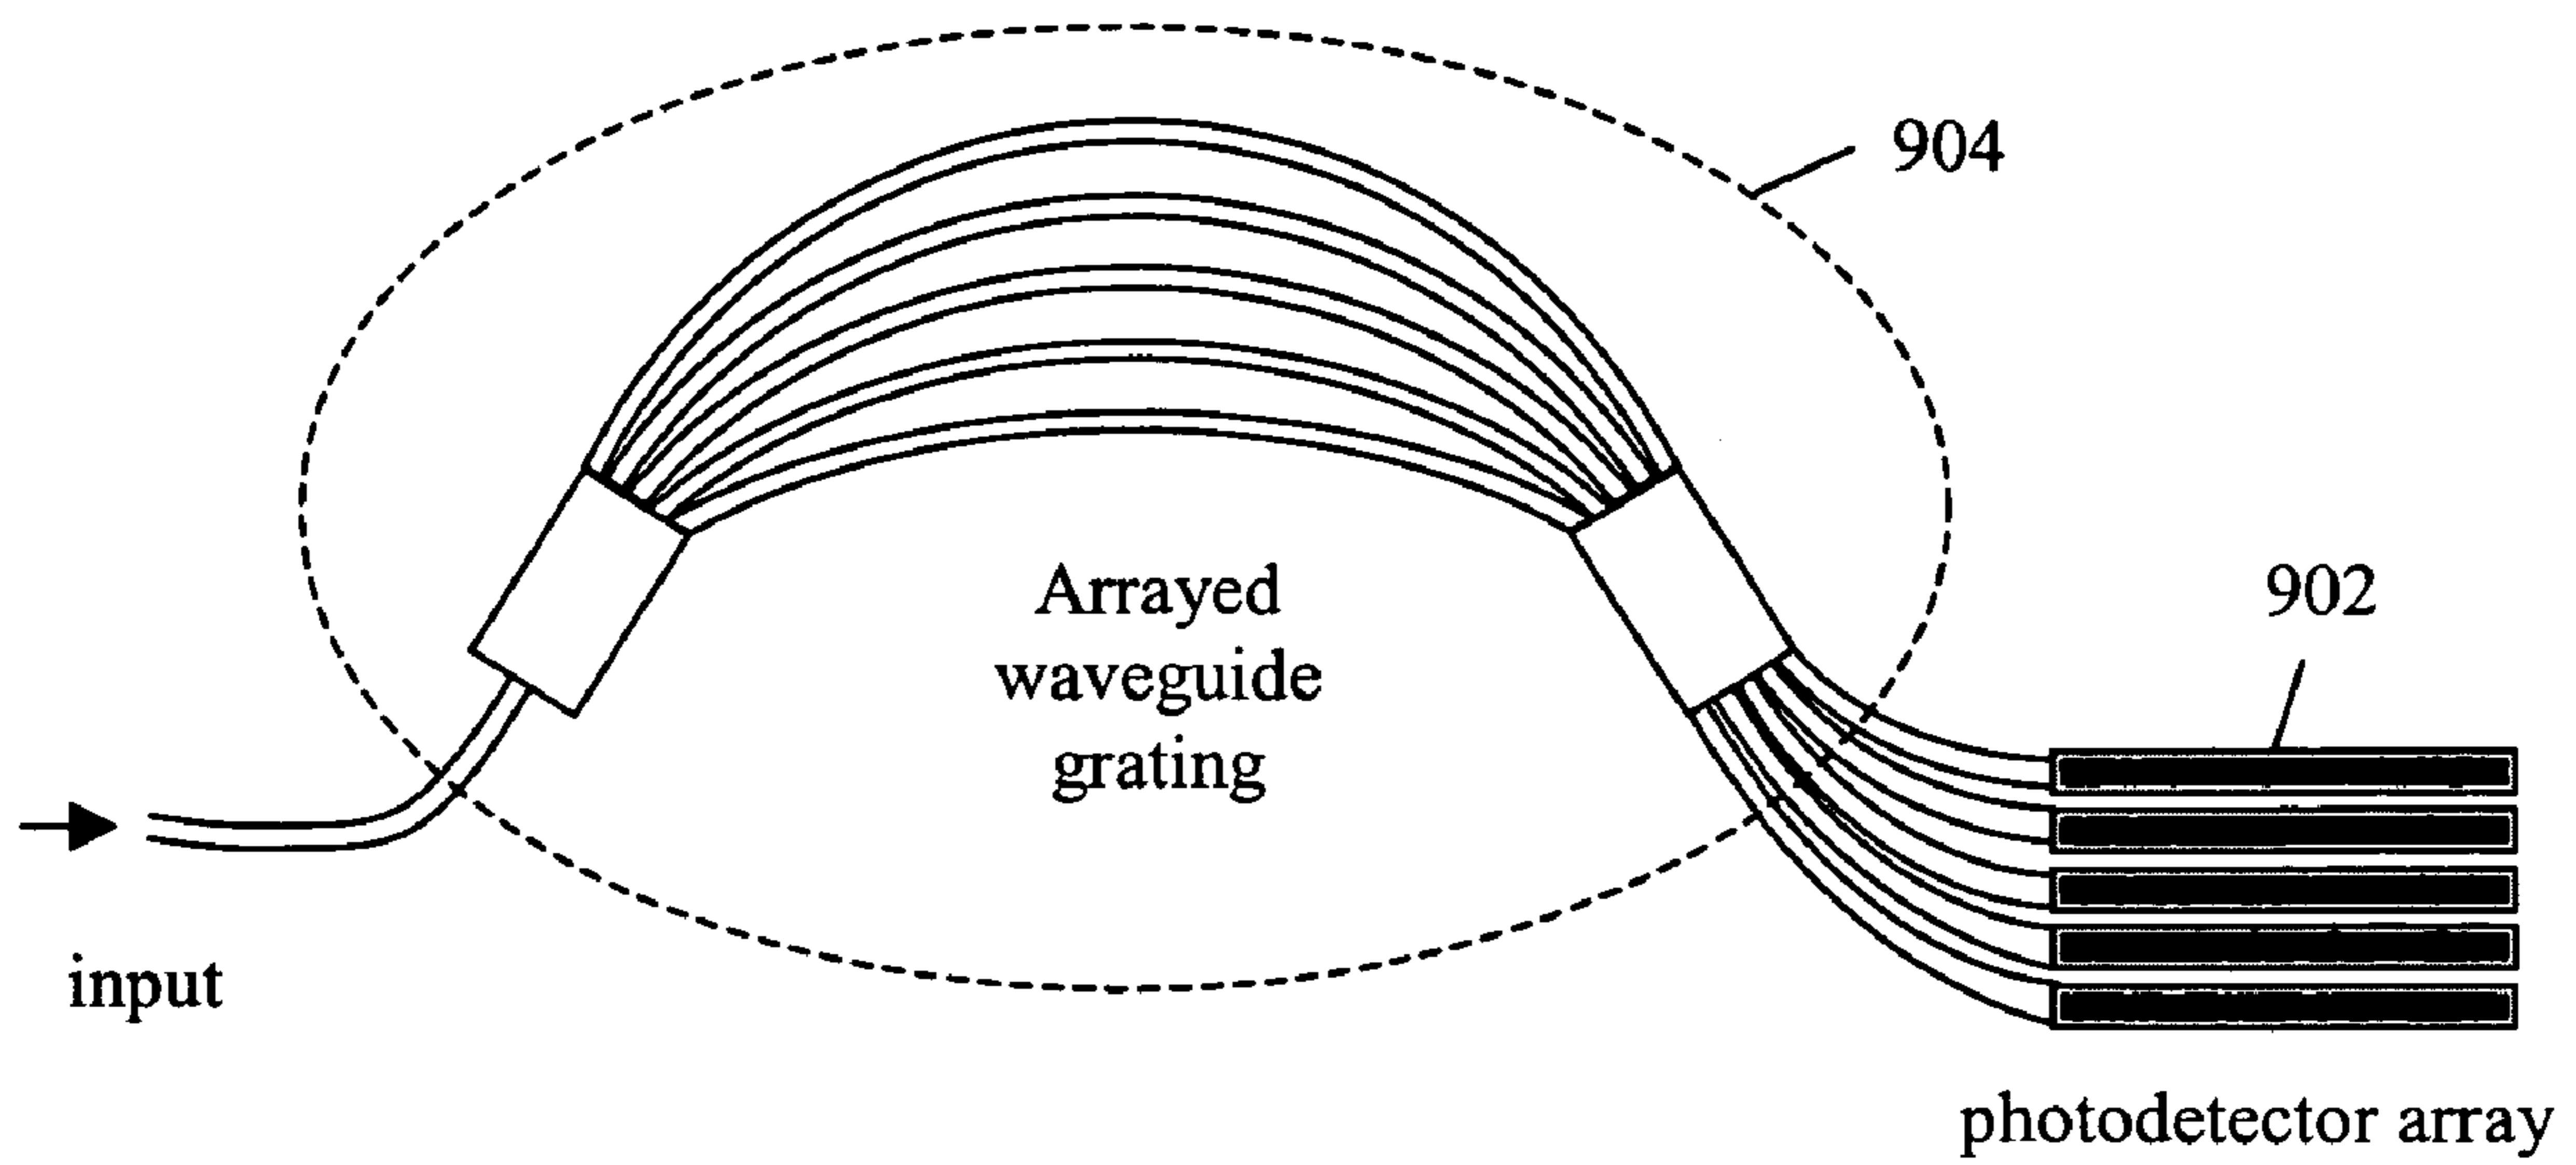 904
902
Arrayed
waveguide
grating
input
photodetector array